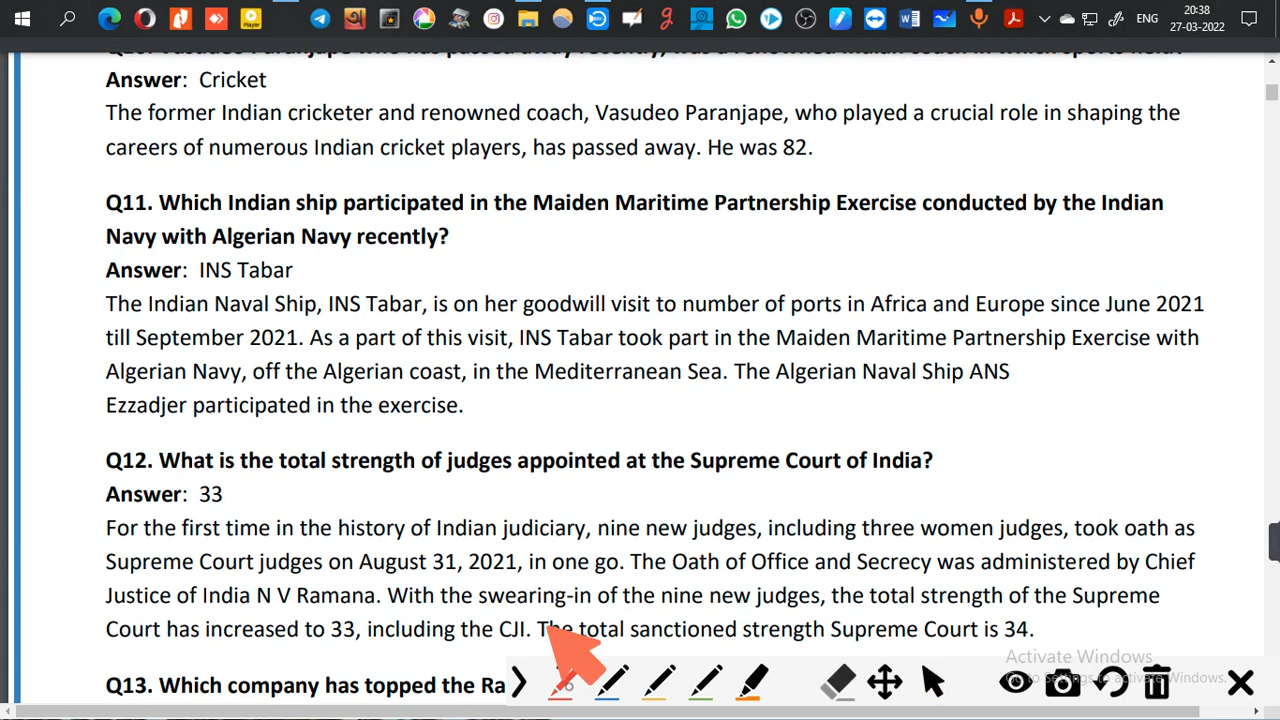 20:38
ENG
27-03-2022
Player
Answer: Cricket
The former Indian cricketer and renowned coach, Vasudeo Paranjape, who played a crucial role in shaping the
careers of numerous Indian cricket players, has passed away. He was 82.
Q11. Which Indian ship participated in the Maiden Maritime Partnership Exercise conducted by the Indian
Navy with Algerian Navy recently?
Answer: INS Tabar
The Indian Naval Ship, INS Tabar, is on her goodwill visit to number of ports in Africa and Europe since June 2021
till September 2021. As a part of this visit, INS Tabar took part in the Maiden Maritime Partnership Exercise with
Algerian Navy, off the Algerian coast, in the Mediterranean Sea. The Algerian Naval Ship ANS
Ezzadjer participated in the exercise.
Q12. What is the total strength of judges appointed at the Supreme Court of India?
Answer: 33
For the first time in the history of Indian judiciary, nine new judges, including three women judges, took oath as
Supreme Court judges on August 31, 2021, in one go. The Oath of Office and Secrecy was administered by Chief
Justice of India N V Ramana. With the swearing-in of the nine new judges, the total strength of the Supreme
Court has increased to 33, including the CJI. The total sanctioned strength Supreme Court is 34.
Activate Windows
Go to Settings to activate Windows.
Q13. Which company has topped the Ra